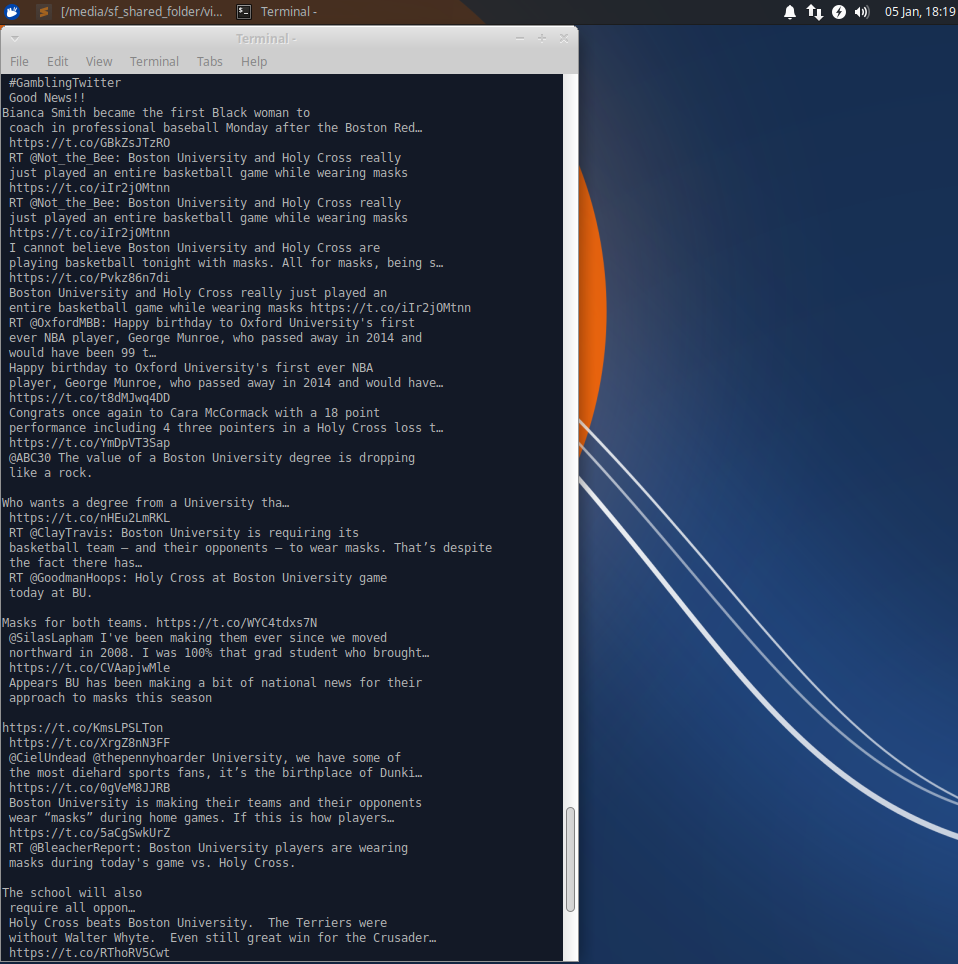 [/media/sf_shared_folder/vi... Terminal - 05 Jan, 18:19
Terminal -
File Edit View Terminal Tabs Help
#GamblingTwitter
Good News!!
Bianca Smith became the first Black woman to
coach in professional baseball Monday after the Boston Red…
https://t.co/GBkZsJTzRO
RT @Not_the_Bee: Boston University and Holy Cross really
just played an entire basketball game while wearing masks
https://t.co/iIr2jOMtnn
RT @Not_the_Bee: Boston University and Holy Cross really
just played an entire basketball game while wearing masks
https://t.co/iIr2jOMtnn
I cannot believe Boston University and Holy Cross are
playing basketball tonight with masks. All for masks, being s…
https://t.co/Pvkz86n7di
Boston University and Holy Cross really just played an
entire basketball game while wearing masks https://t.co/iIr2jOMtnn
RT @OxfordMBB: Happy birthday to Oxford University's first
ever NBA player, George Munroe, who passed away in 2014 and
would have been 99 t…
Happy birthday to Oxford University's first ever NBA
player, George Munroe, who passed away in 2014 and would have…
https://t.co/t8dMJwq4DD
Congrats once again to Cara McCormack with a 18 point
performance including 4 three pointers in a Holy Cross loss t…
https://t.co/YmDpVT3Sap
@ABC30 The value of a Boston University degree is dropping
like a rock.
Who wants a degree from a University tha…
https://t.co/nHEu2LmRKL
RT @ClayTravis: Boston University is requiring its
basketball team — and their opponents — to wear masks. That’s despite
the fact there has…
RT @GoodmanHoops: Holy Cross at Boston University game
today at BU.
Masks for both teams. https://t.co/WYC4tdxs7N
@SilasLapham I've been making them ever since we moved
northward in 2008. I was 100% that grad student who brought…
https://t.co/CVAapjwMle
Appears BU has been making a bit of national news for their
approach to masks this season
https://t.co/KmsLPSLTon
https://t.co/XrgZ8nN3FF
@CielUndead @thepennyhoarder University, we have some of
the most diehard sports fans, it’s the birthplace of Dunki…
https://t.co/0gVeM8JJRB
Boston University is making their teams and their opponents
wear “masks” during home games. If this is how players…
https://t.co/5aCgSwkUrZ
RT @BleacherReport: Boston University players are wearing
masks during today's game vs. Holy Cross.
The school will also
require all oppon…
Holy Cross beats Boston University.  The Terriers were
without Walter Whyte.  Even still great win for the Crusader…
https://t.co/RThoRV5Cwt